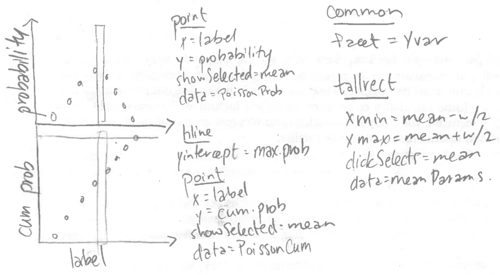 probability
cum prob
label
point
x = label
y = probability
showSelected = mean
data = PoissonProb
hline
yintercept = max.prob
point
x = label
y = cum.prob
showSelected = mean
data = PoissonCum
common
facet = yvar
tallrect
xmin = mean - w/2
xmax = mean + w/2
clickSelects = mean
data = meanParams.